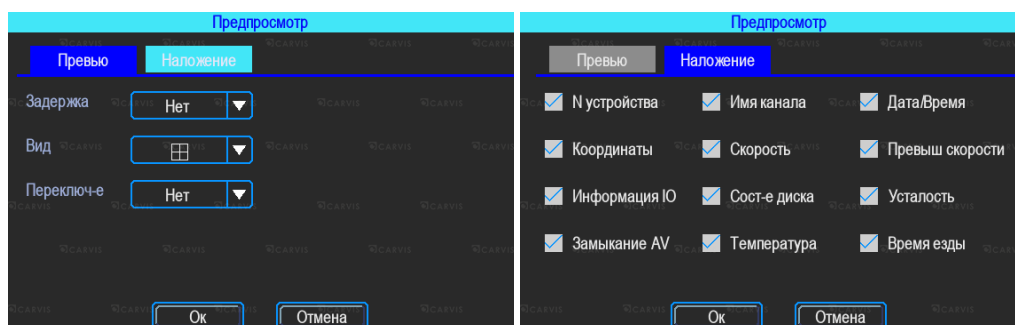 Предпросмотр
Превью Наложение
Задержка Нет
Вид
Переключ-е Нет
Ок Отмена
Предпросмотр
Превью Наложение
N устройства Имя канала Дата/Время
Координаты Скорость Превыш скорости
Информация IO Сост-е диска Усталость
Замыкание AV Температура Время езды
Ок Отмена
CARVIS